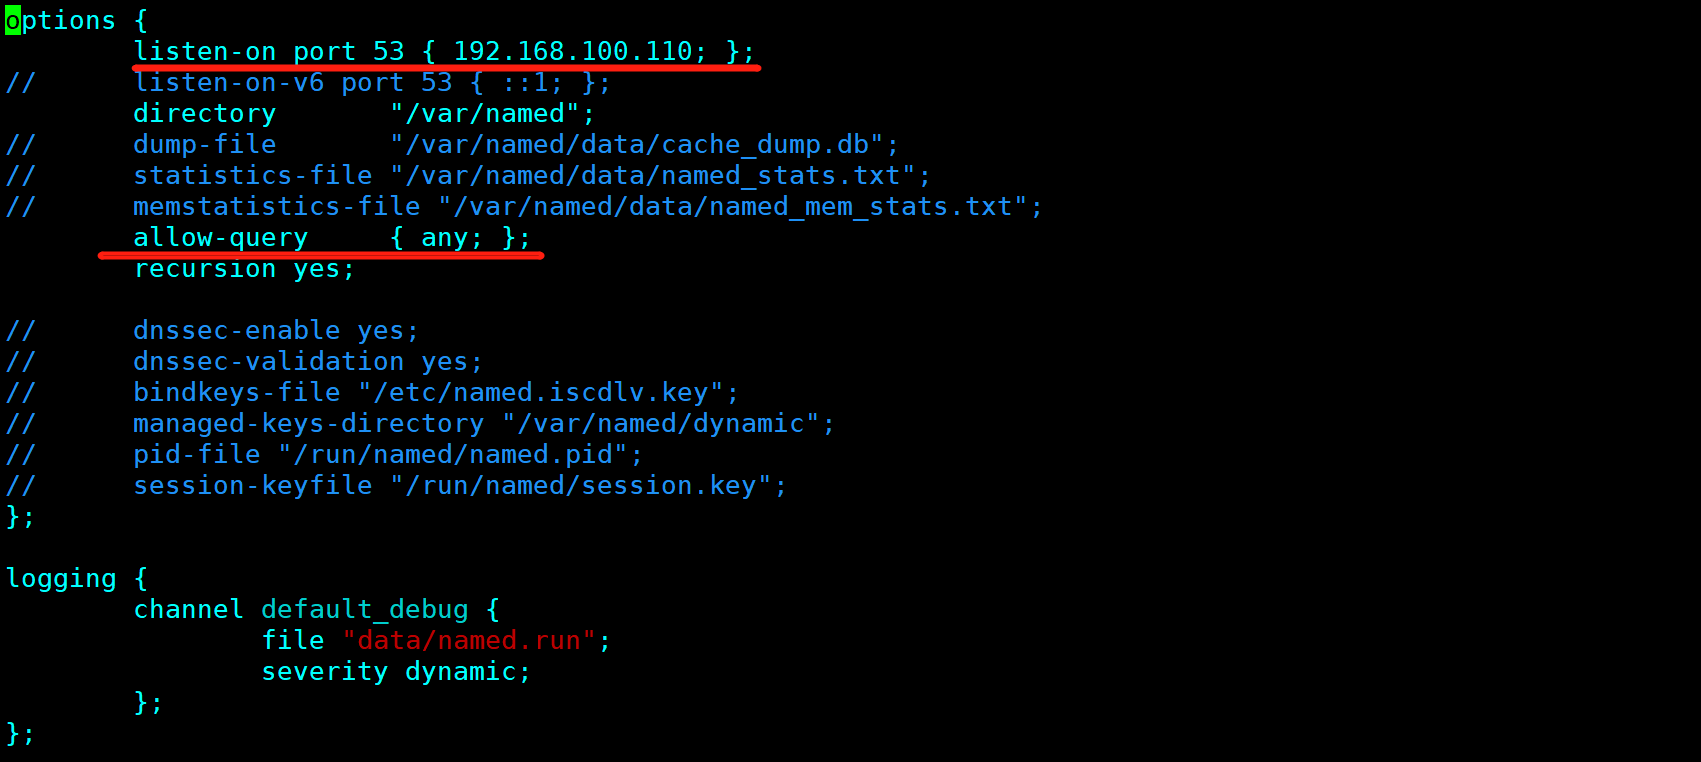 options {
        listen-on port 53 { 192.168.100.110; };
//      listen-on-v6 port 53 { ::1; };
        directory       "/var/named";
//      dump-file       "/var/named/data/cache_dump.db";
//      statistics-file "/var/named/data/named_stats.txt";
//      memstatistics-file "/var/named/data/named_mem_stats.txt";
        allow-query     { any; };
        recursion yes;

//      dnssec-enable yes;
//      dnssec-validation yes;
//      bindkeys-file "/etc/named.iscdlv.key";
//      managed-keys-directory "/var/named/dynamic";
//      pid-file "/run/named/named.pid";
//      session-keyfile "/run/named/session.key";
};

logging {
        channel default_debug {
                file "data/named.run";
                severity dynamic;
        };
};